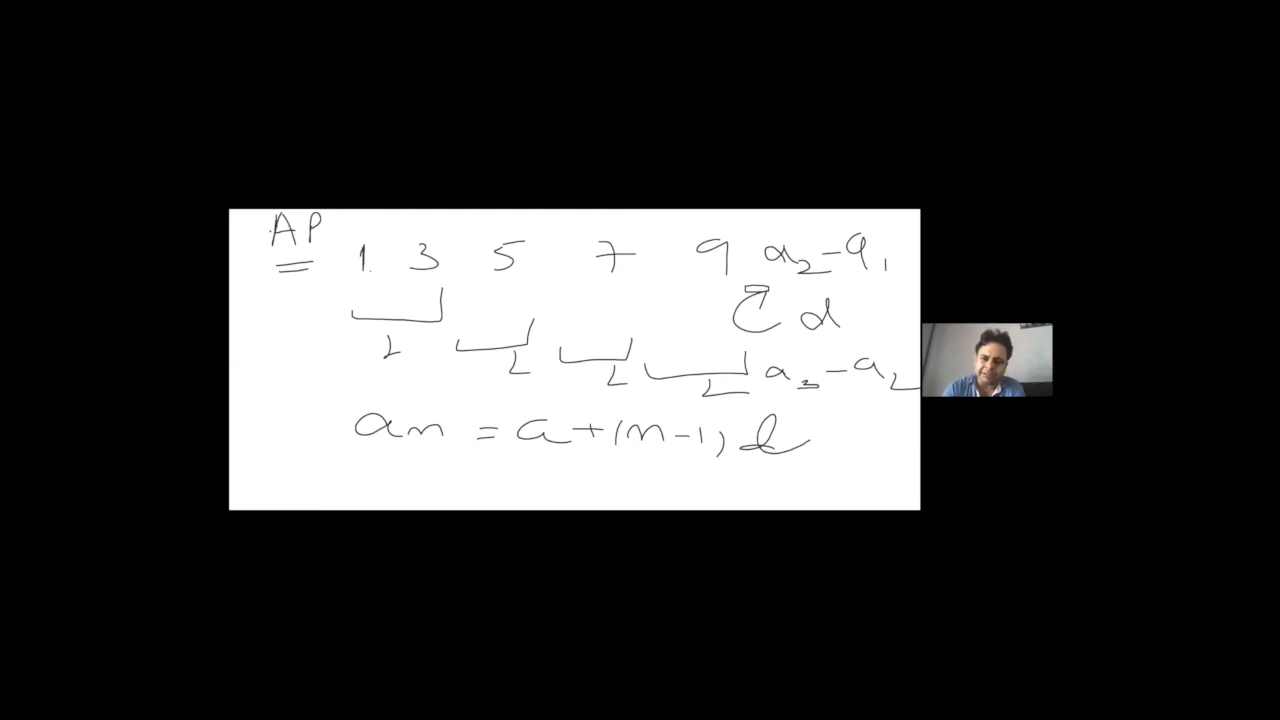 AP
1. 3 5 7 9 a₂-a₁
d
2 2 2 2 a₃-a₂
an = a+(n-1)d